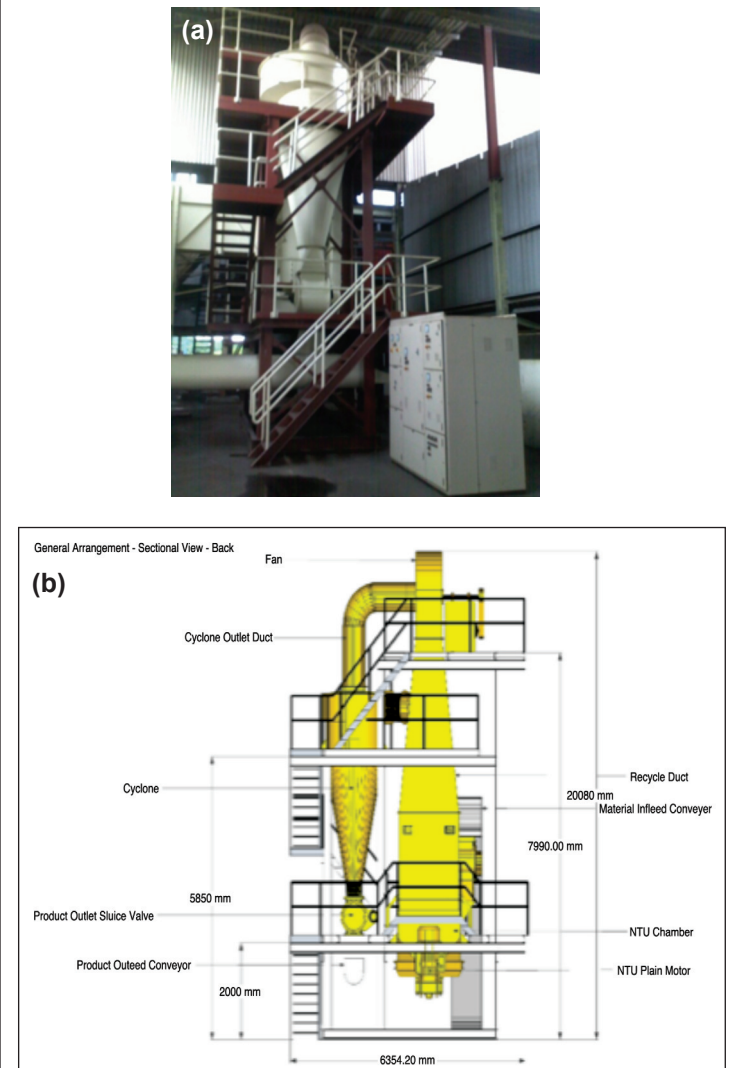 (a)
General Arrangement - Sectional View - Back
(b)
Fan
Cyclone Outlet Duct
Cyclone
Recycle Duct
20080 mm
Material Infleed Conveyer
7990.00 mm
5850 mm
Product Outlet Sluice Valve
NTU Chamber
Product Outeed Conveyor
NTU Plain Motor
2000 mm
6354.20 mm